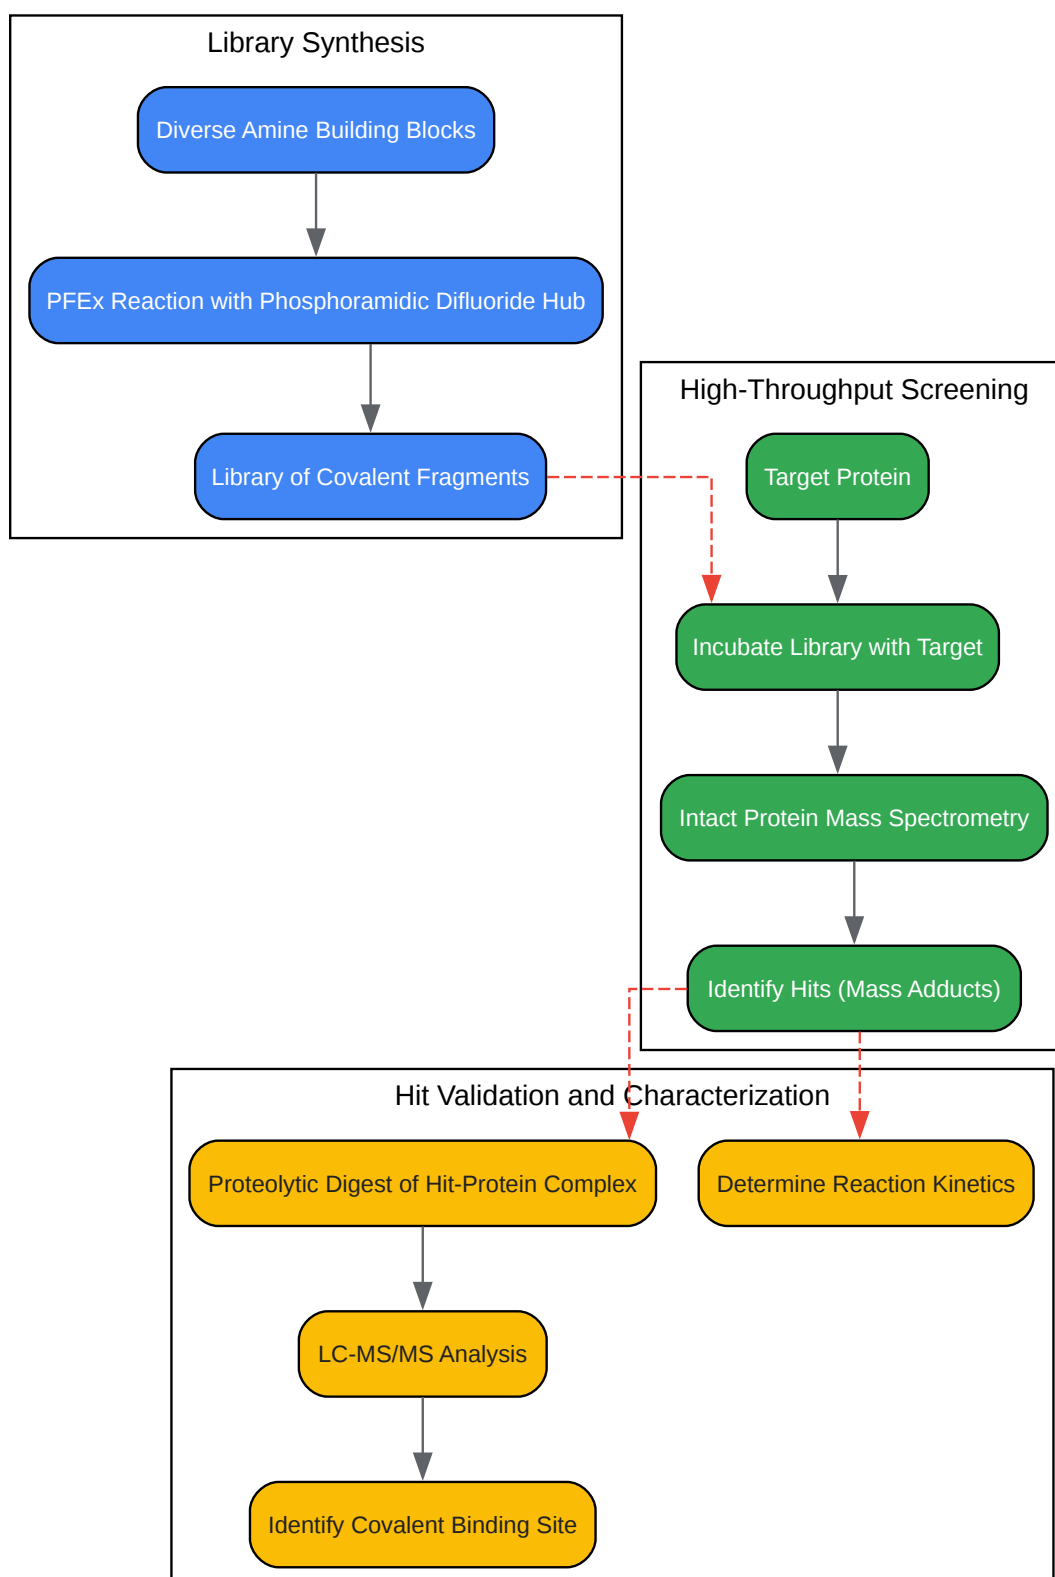 Library Synthesis
Diverse Amine Building Blocks
PFEx Reaction with Phosphoramidic Difluoride Hub
Library of Covalent Fragments
High-Throughput Screening
Target Protein
Incubate Library with Target
Intact Protein Mass Spectrometry
Identify Hits (Mass Adducts)
Hit Validation and Characterization
Proteolytic Digest of Hit-Protein Complex
Determine Reaction Kinetics
LC-MS/MS Analysis
Identify Covalent Binding Site